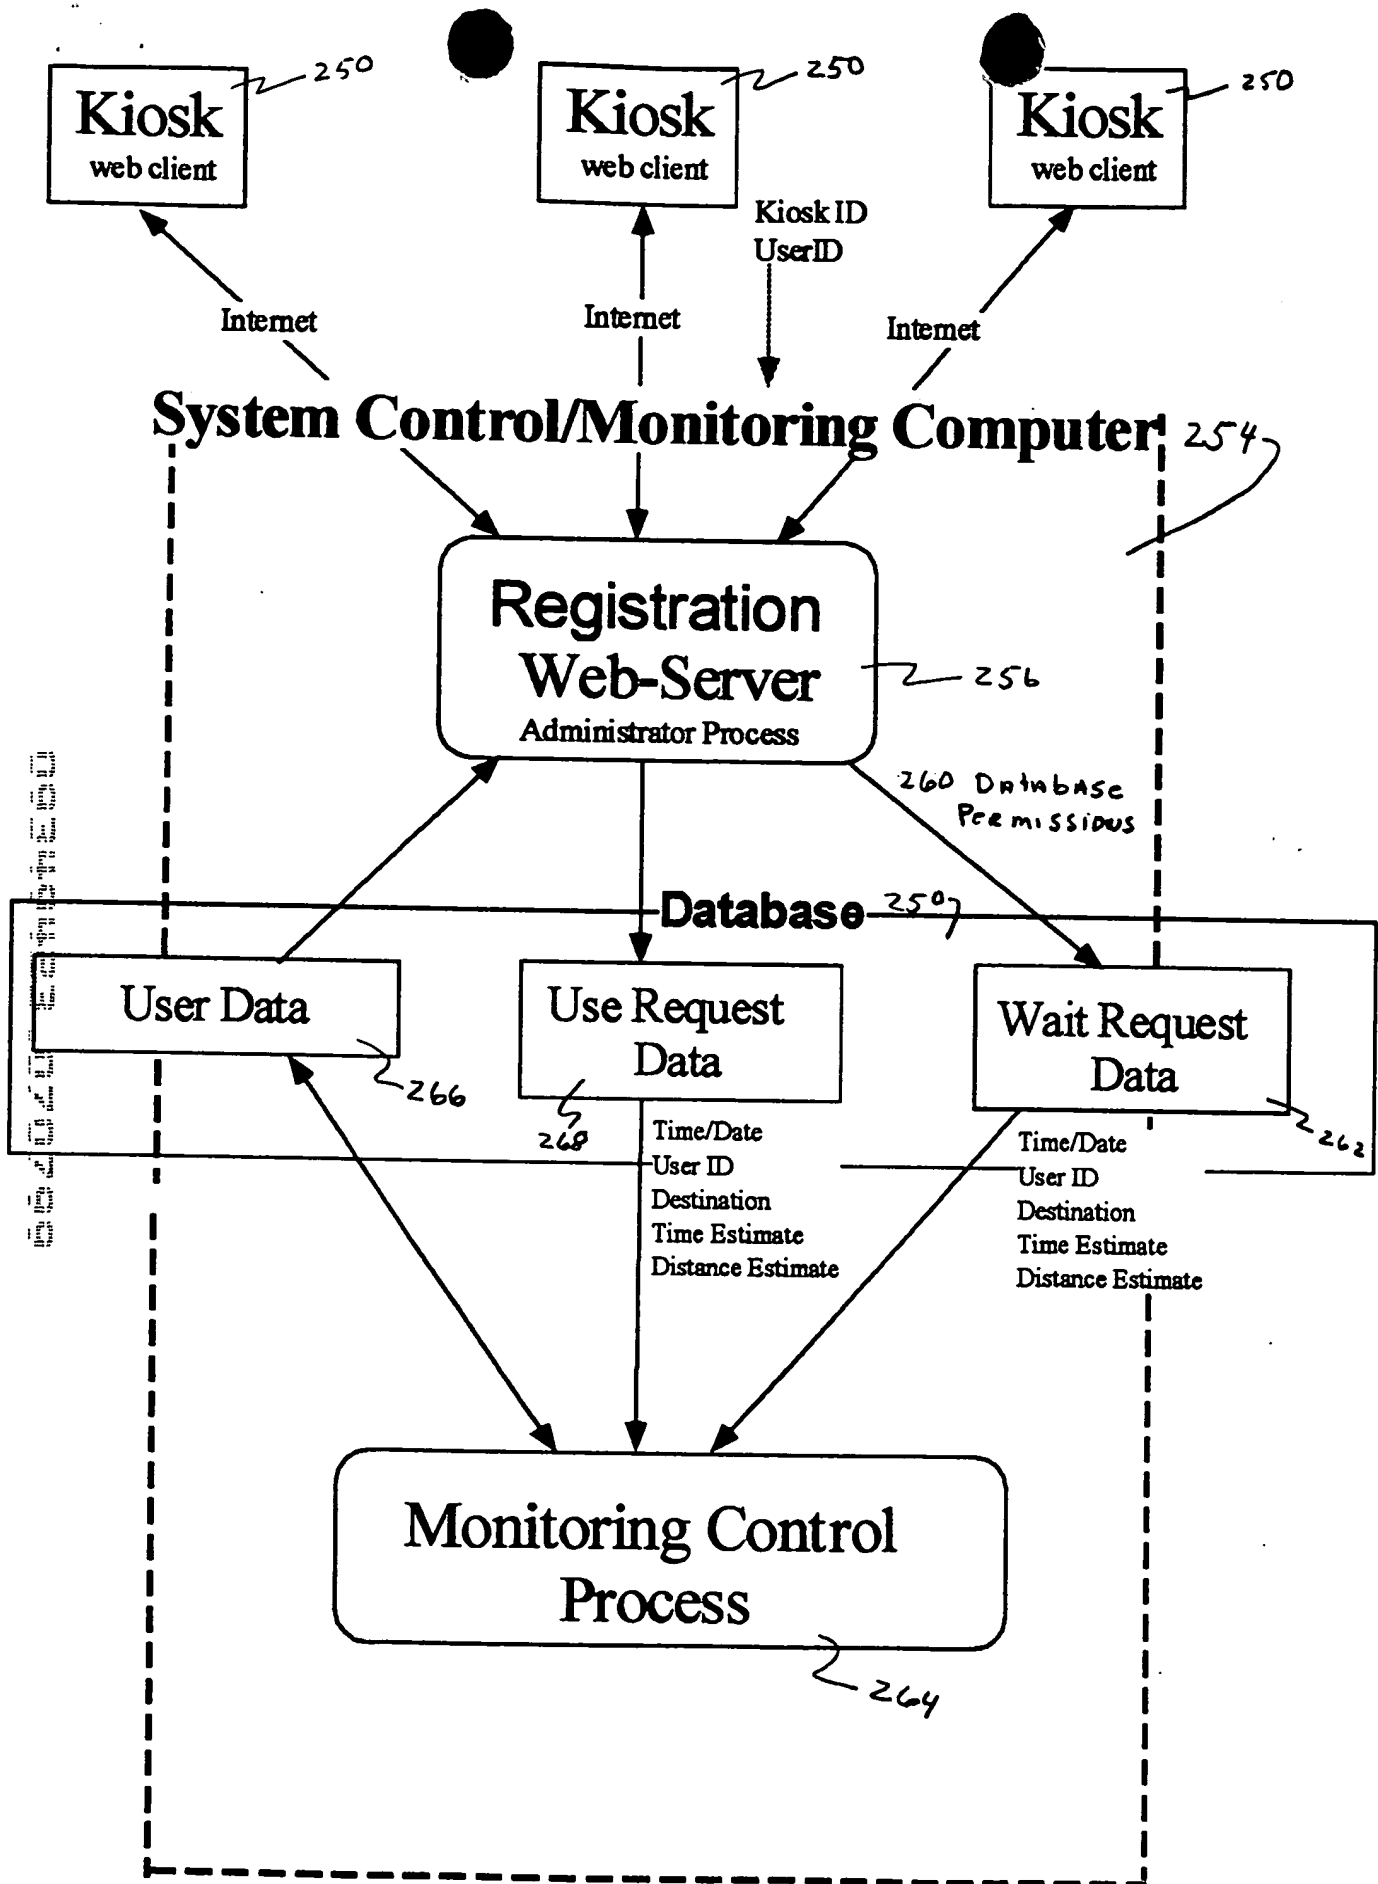 250
250
250
Kiosk
web client
Kiosk
web client
Kiosk
web client
Kiosk ID
UserID
Internet
Internet
Internet
System Control/Monitoring Computer
254
Registration
Web-Server
Administrator Process
256
260 Database
Permissions
Database
250
User Data
266
Use Request
Data
268
Wait Request
Data
262
Time/Date
User ID
Destination
Time Estimate
Distance Estimate
Time/Date
User ID
Destination
Time Estimate
Distance Estimate
Monitoring Control
Process
264